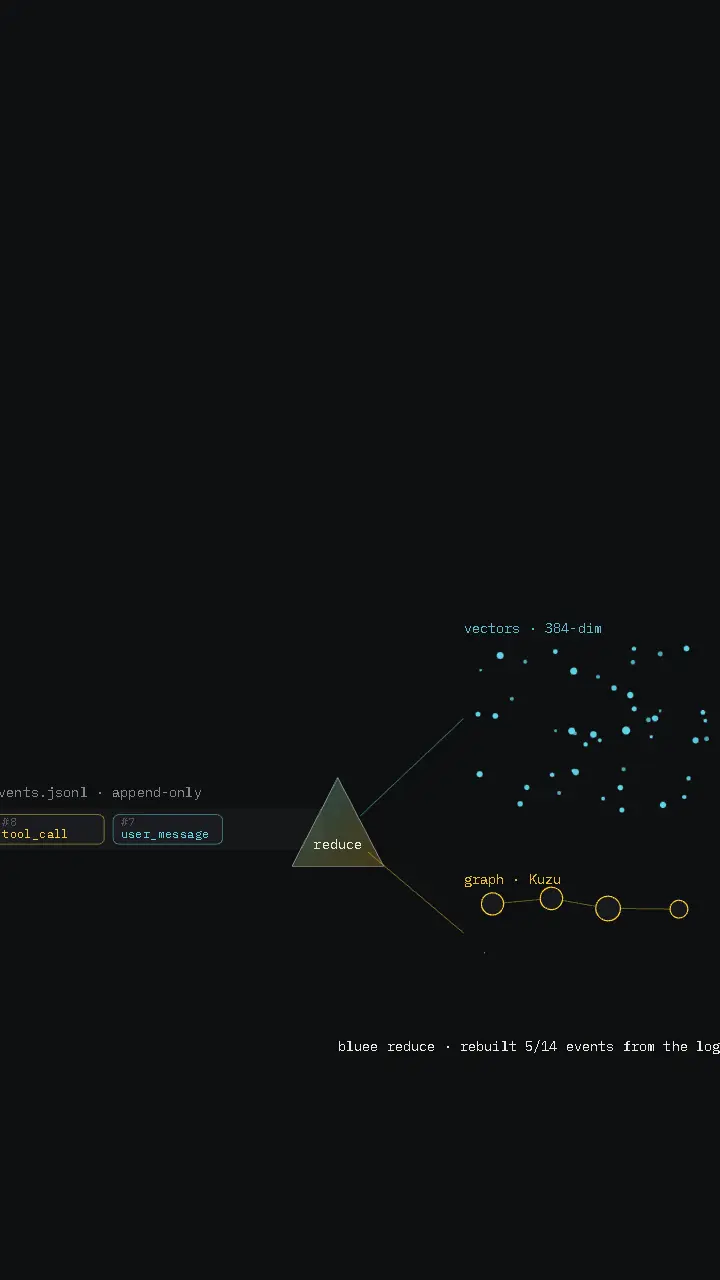 vectors · 384-dim
vents.jsonl · append-only
#8
tool_call
#7
user_message
reduce
graph · Kuzu
bluee reduce · rebuilt 5/14 events from the log